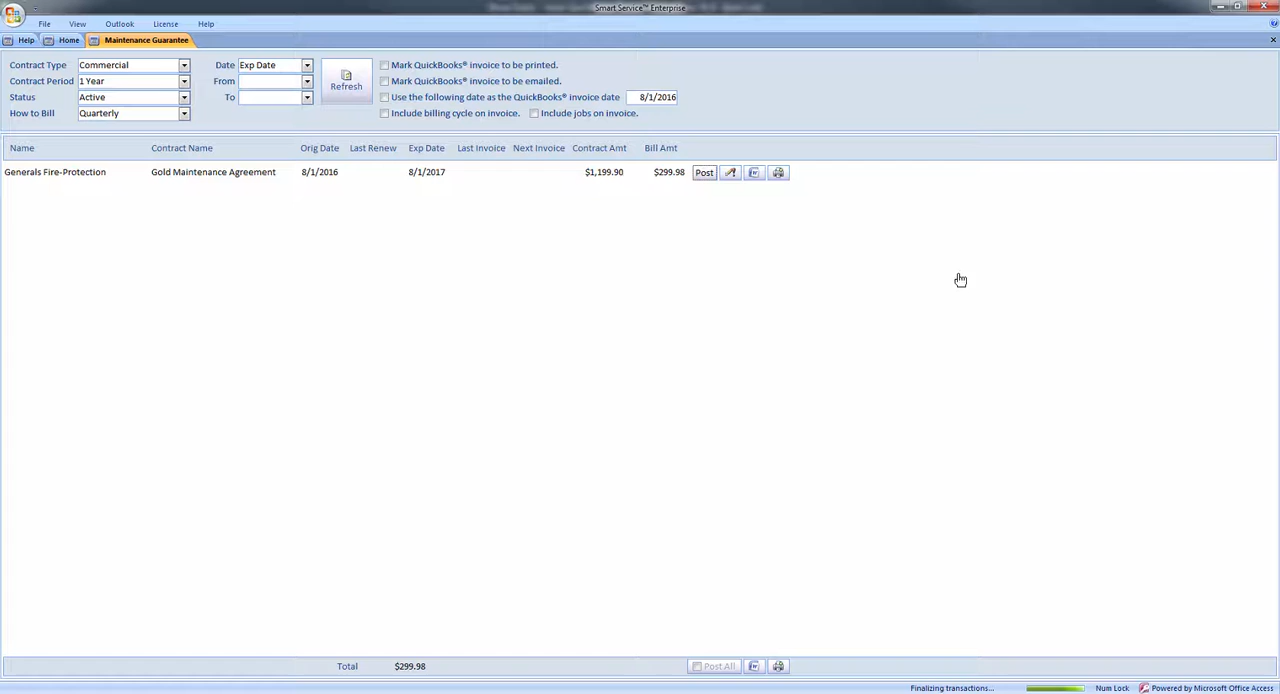 Smart Service™ Enterprise
File View Outlook License Help
Help Home Maintenance Guarantee
Contract Type Commercial Date Exp Date Mark QuickBooks® invoice to be printed.
Contract Period 1 Year From Refresh Mark QuickBooks® invoice to be emailed.
Status Active To Use the following date as the QuickBooks® invoice date 8/1/2016
How to Bill Quarterly Include billing cycle on invoice. Include jobs on invoice.
Name Contract Name Orig Date Last Renew Exp Date Last Invoice Next Invoice Contract Amt Bill Amt
Generals Fire-Protection Gold Maintenance Agreement 8/1/2016 8/1/2017 $1,199.90 $299.98 Post
Total $299.98 Post All
Finalizing transactions... Num Lock Powered by Microsoft Office Access